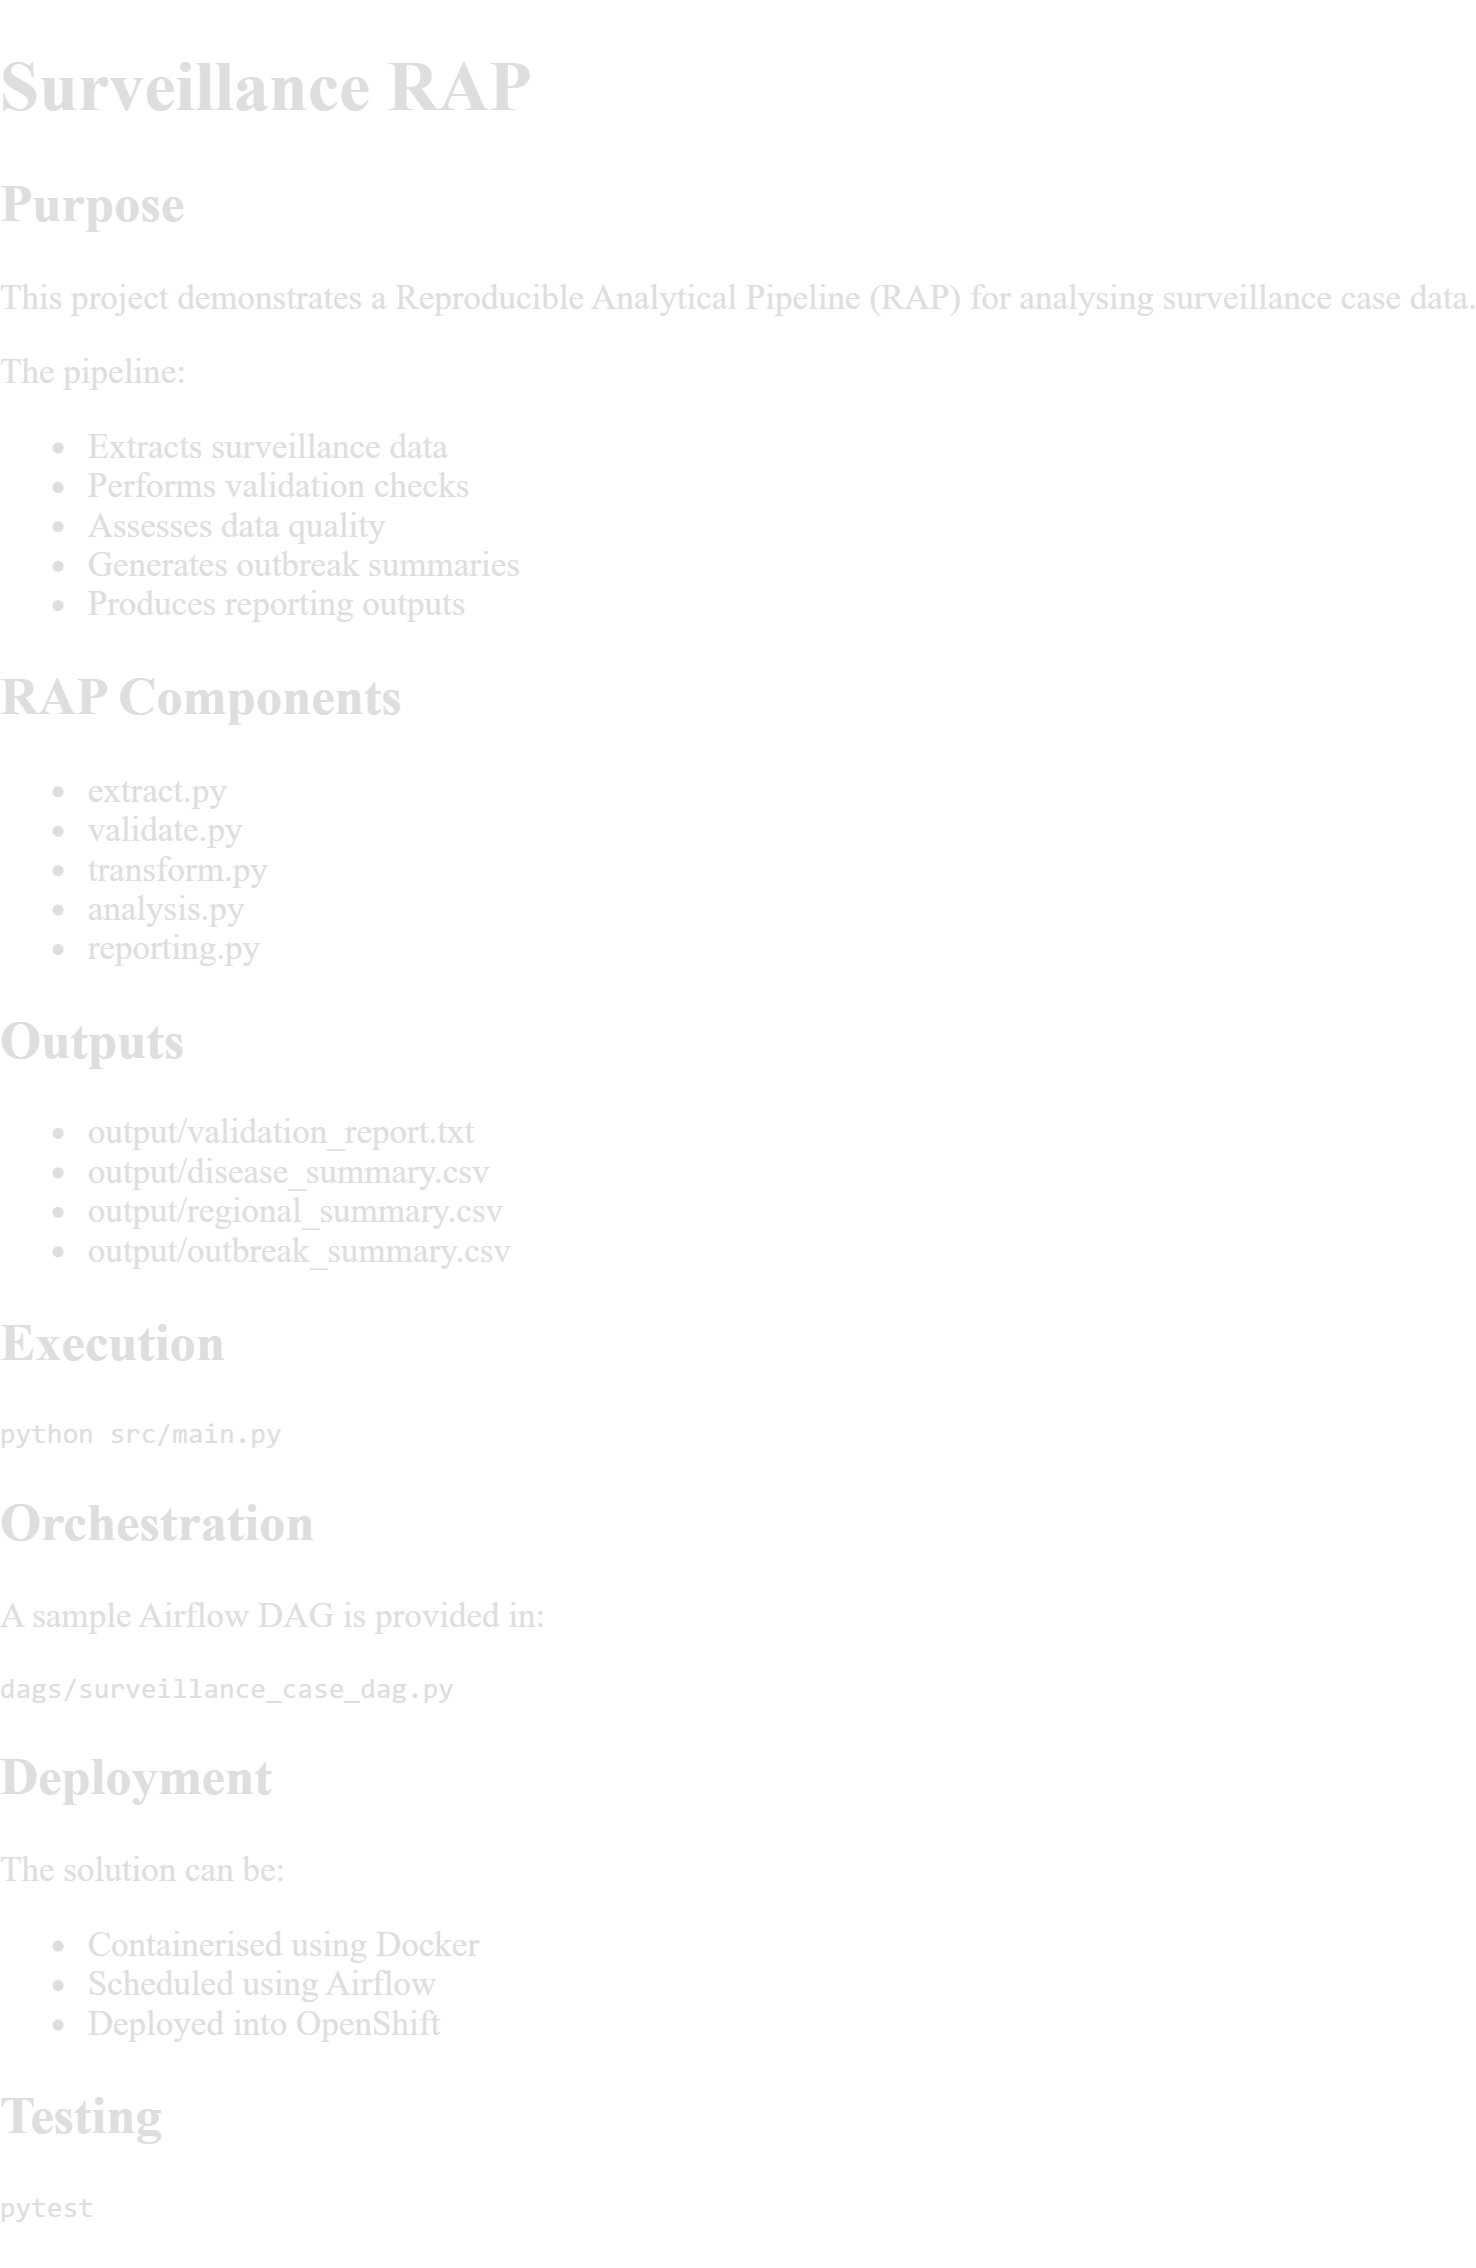 Surveillance RAP
Purpose
This project demonstrates a Reproducible Analytical Pipeline (RAP) for analysing surveillance case data.
The pipeline:
• Extracts surveillance data
• Performs validation checks
• Assesses data quality
• Generates outbreak summaries
• Produces reporting outputs
RAP Components
• extract.py
• validate.py
• transform.py
• analysis.py
• reporting.py
Outputs
• output/validation_report.txt
• output/disease_summary.csv
• output/regional_summary.csv
• output/outbreak_summary.csv
Execution
python src/main.py
Orchestration
A sample Airflow DAG is provided in:
dags/surveillance_case_dag.py
Deployment
The solution can be:
• Containerised using Docker
• Scheduled using Airflow
• Deployed into OpenShift
Testing
pytest